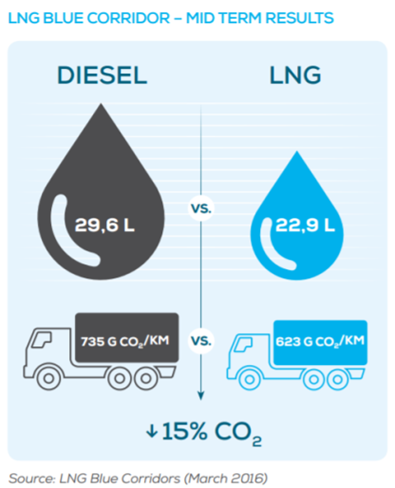 LNG BLUE CORRIDOR – MID TERM RESULTS
DIESEL
LNG
29,6 L
VS.
22,9 L
735 G CO₂/KM
VS.
623 G CO₂/KM
↓15% CO₂
Source: LNG Blue Corridors (March 2016)